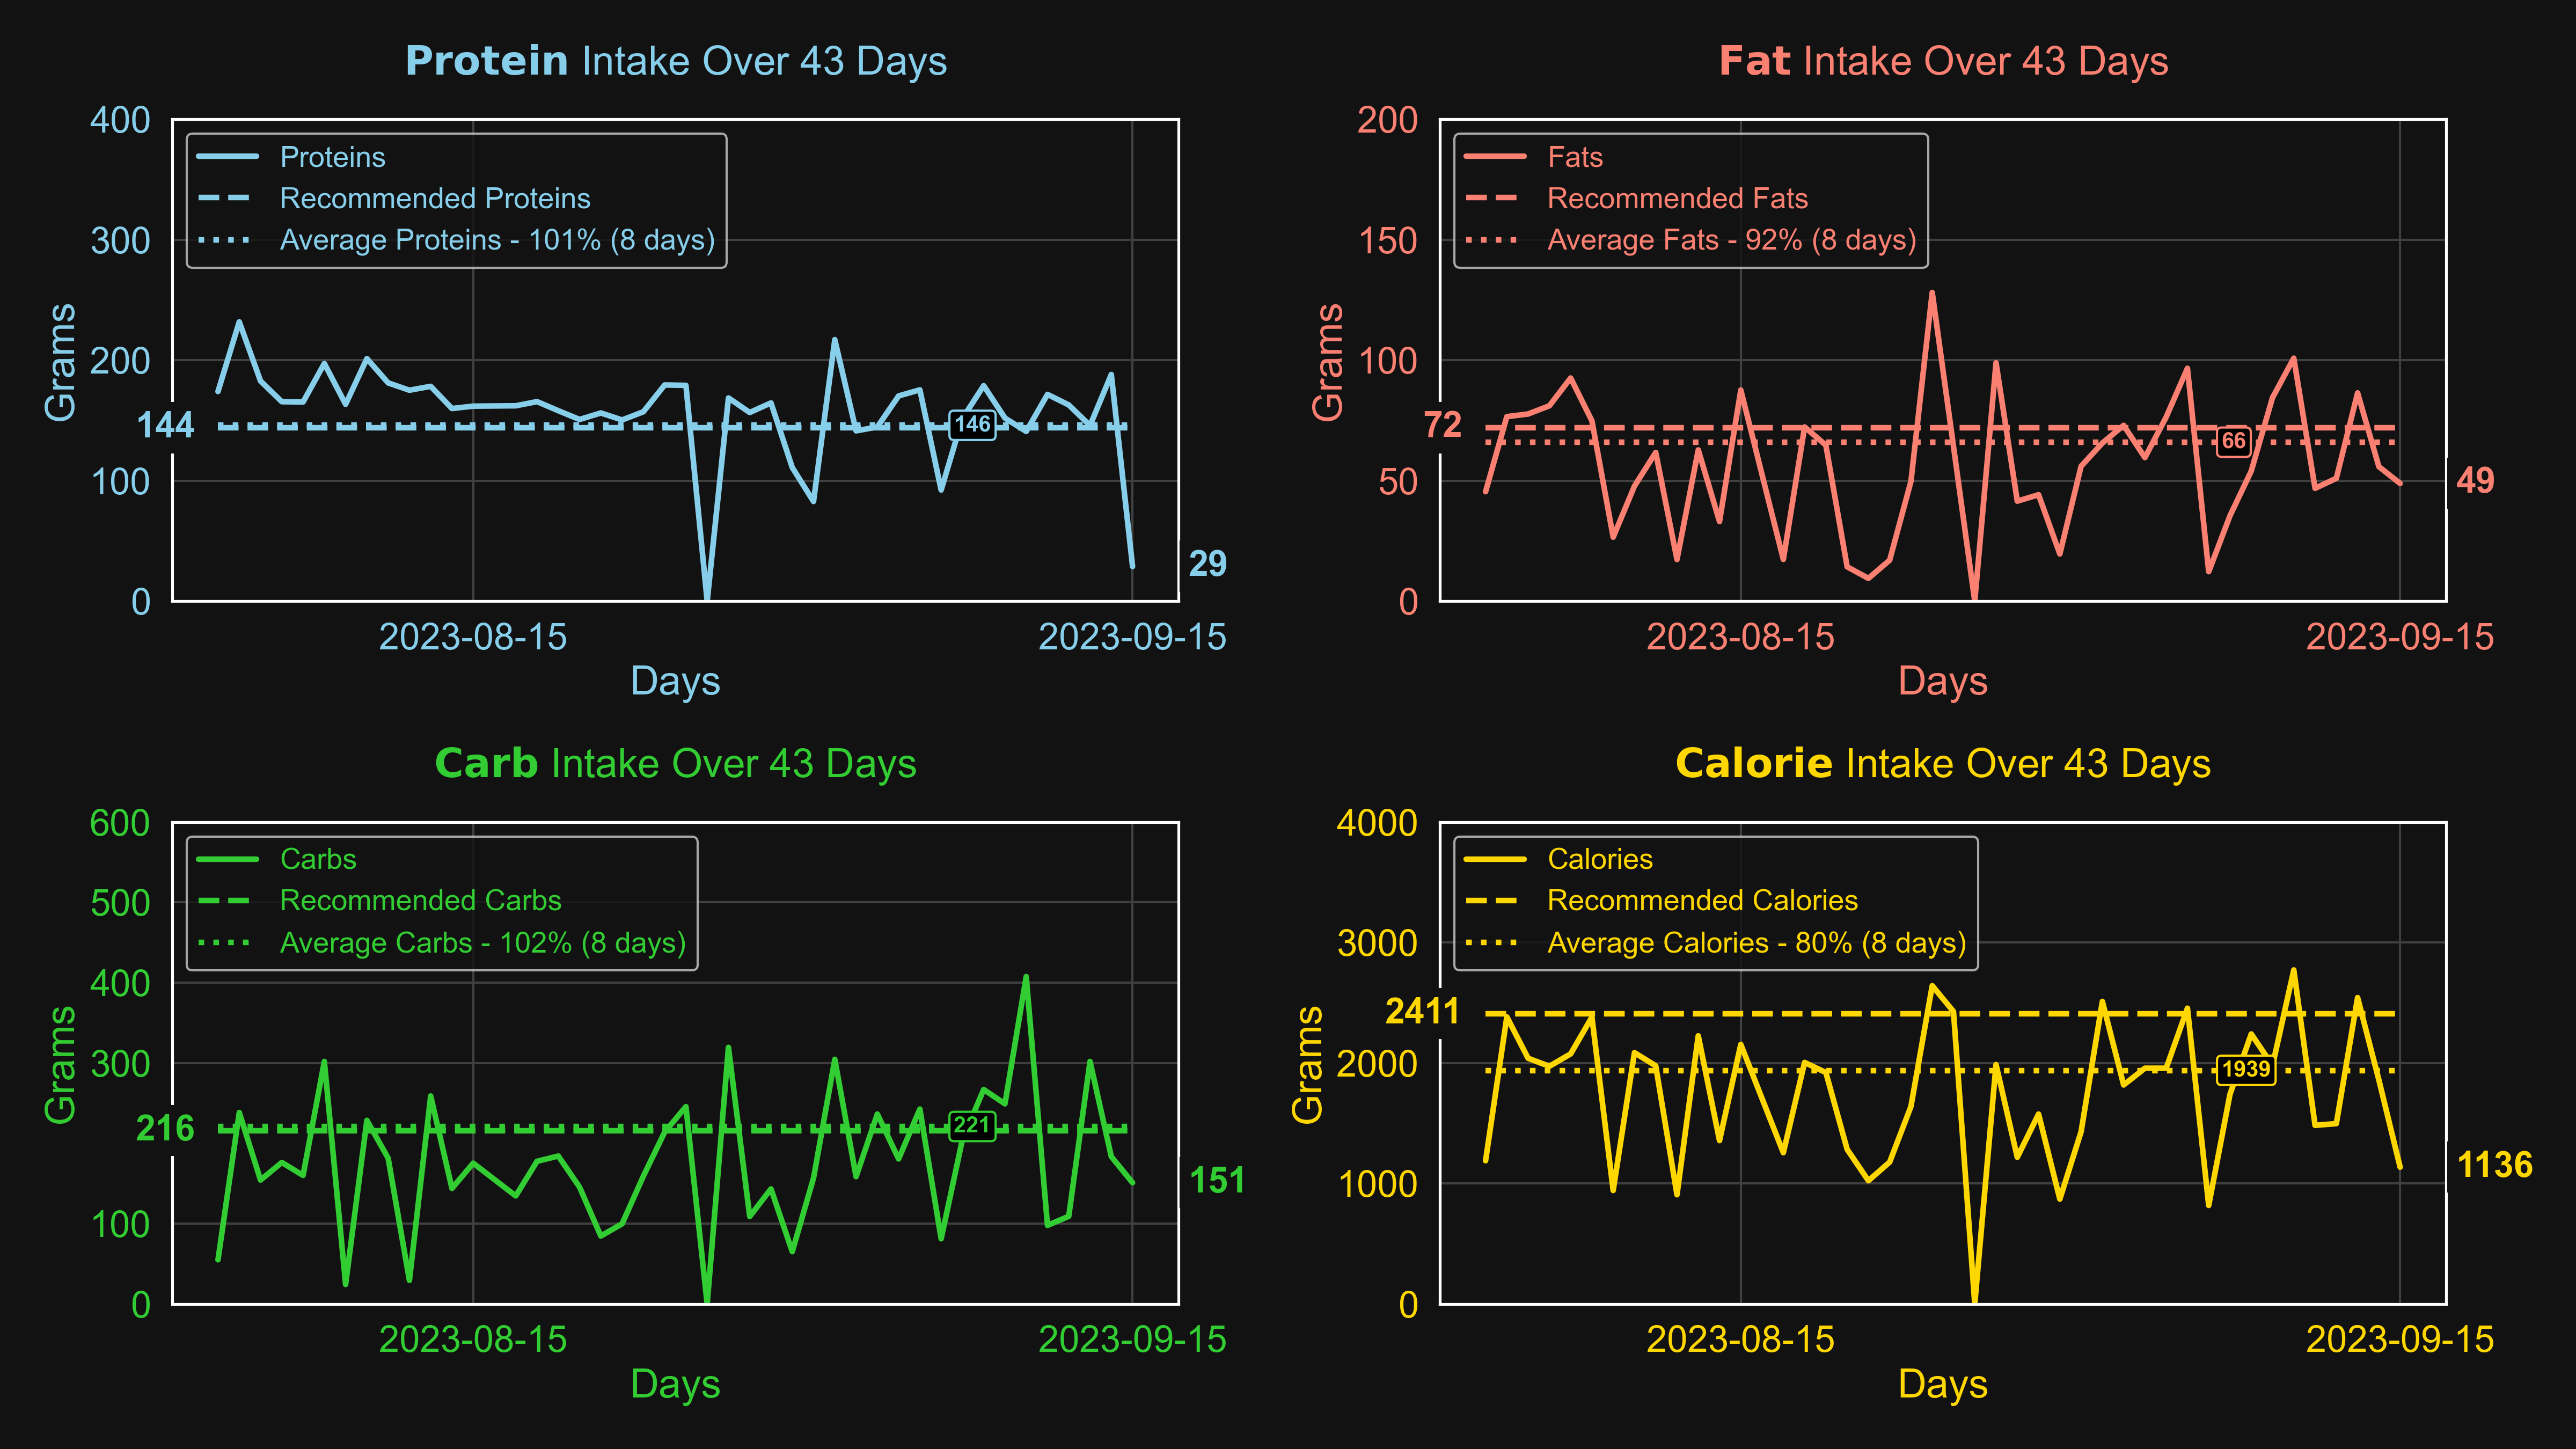 Protein Intake Over 43 Days
400
300
200
100
0
144
Grams
Proteins
Recommended Proteins
Average Proteins - 101% (8 days)
146
29
2023-08-15
2023-09-15
Days
Fat Intake Over 43 Days
200
150
100
50
0
72
Grams
Fats
Recommended Fats
Average Fats - 92% (8 days)
66
49
2023-08-15
2023-09-15
Days
Carb Intake Over 43 Days
600
500
400
300
100
0
216
Grams
Carbs
Recommended Carbs
Average Carbs - 102% (8 days)
221
151
2023-08-15
2023-09-15
Days
Calorie Intake Over 43 Days
4000
3000
2000
1000
0
2411
Grams
Calories
Recommended Calories
Average Calories - 80% (8 days)
1939
1136
2023-08-15
2023-09-15
Days